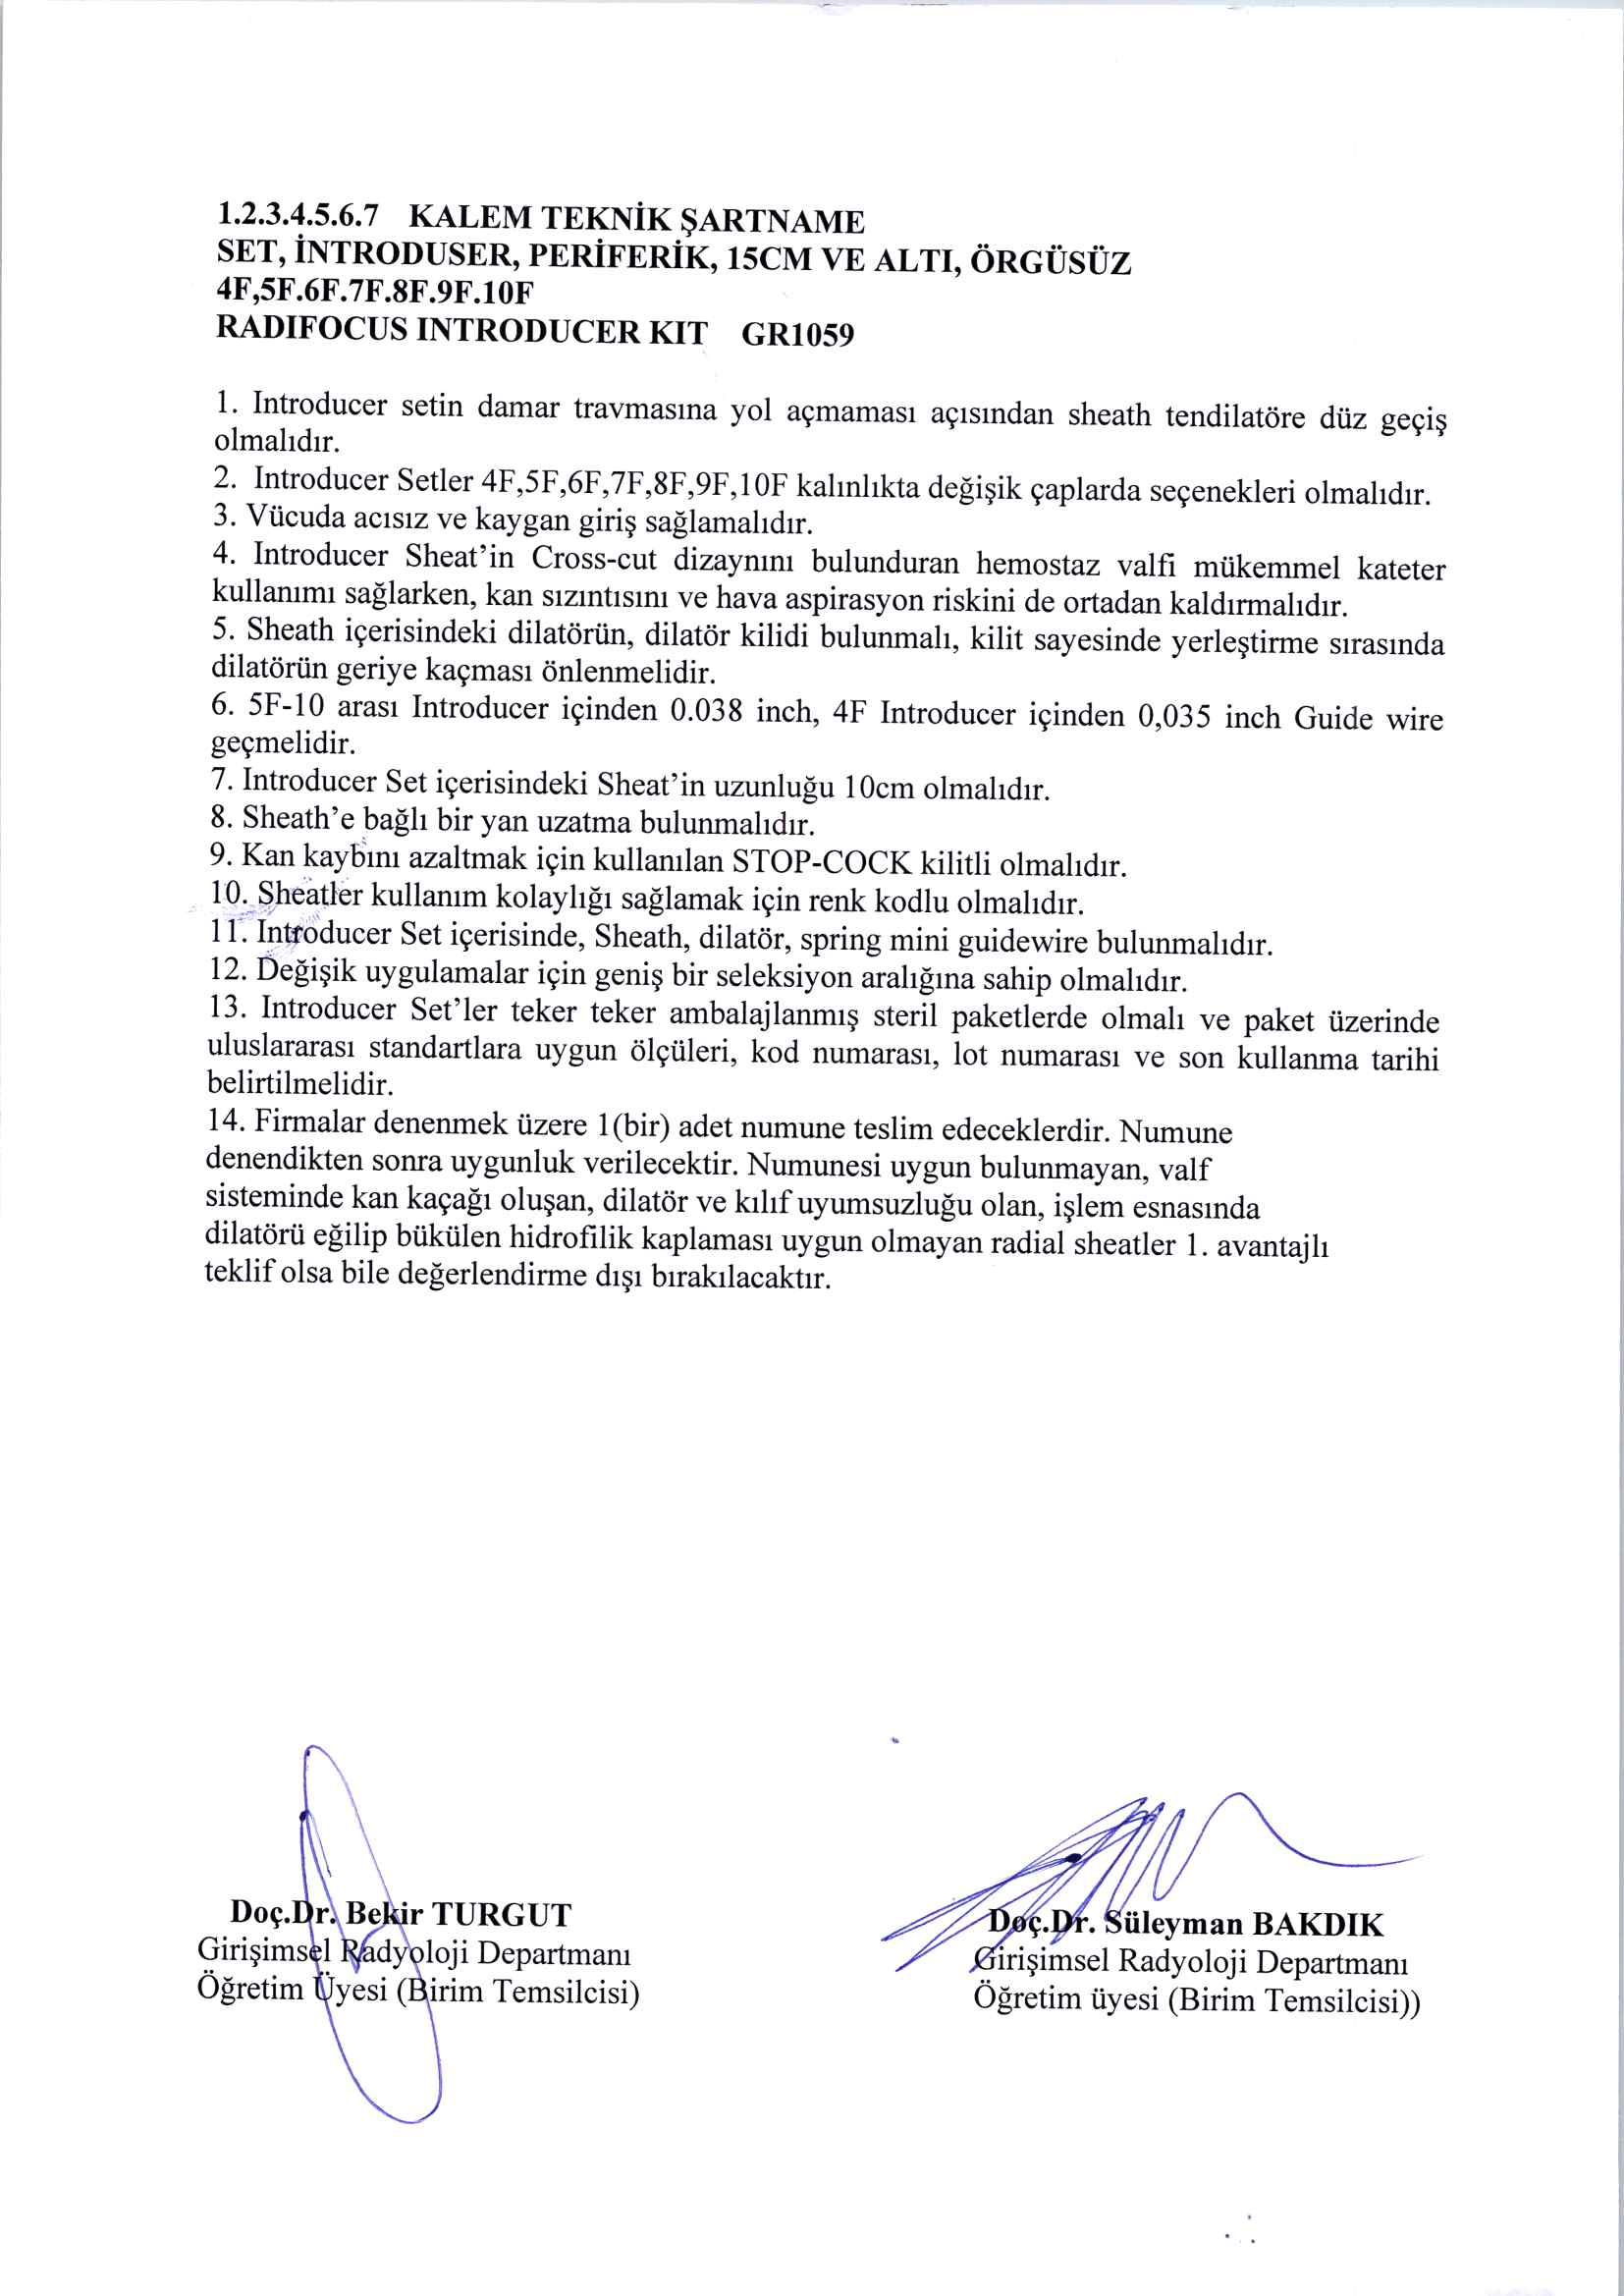 1.2.3.4.5.6.7 KALEM TEKNİK ŞARTNAME
SET, İNTRODUSER, PERİFERİK, 15CM VE ALTI, ÖRGÜSÜZ
4F,5F.6F.7F.8F.9F.10F
RADIFOCUS INTRODUCER KIT GR1059
1. Introducer setin damar travmasına yol açmaması açısından sheath tendilatöre düz geçiş
olmalıdır.
2. Introducer Setler 4F,5F,6F,7F,8F,9F,10F kalınlıkta değişik çaplarda seçenekleri olmalıdır.
3. Vücuda acısız ve kaygan giriş sağlamalıdır.
4. Introducer Sheat’in Cross-cut dizaynını bulunduran hemostaz valfi mükemmel kateter
kullanımı sağlarken, kan sızıntısını ve hava aspirasyon riskini de ortadan kaldırmalıdır.
5. Sheath içerisindeki dilatörün, dilatör kilidi bulunmalı, kilit sayesinde yerleştirme sırasında
dilatörün geriye kaçması önlenmelidir.
6. 5F-10 arası Introducer içinden 0.038 inch, 4F Introducer içinden 0,035 inch Guide wire
geçmelidir.
7. Introducer Set içerisindeki Sheat’in uzunluğu 10cm olmalıdır.
8. Sheath’e bağlı bir yan uzatma bulunmalıdır.
9. Kan kaybını azaltmak için kullanılan STOP-COCK kilitli olmalıdır.
10. Sheatler kullanım kolaylığı sağlamak için renk kodlu olmalıdır.
11. Introducer Set içerisinde, Sheath, dilatör, spring mini guidewire bulunmalıdır.
12. Değişik uygulamalar için geniş bir seleksiyon aralığına sahip olmalıdır.
13. Introducer Set’ler teker teker ambalajlanmış steril paketlerde olmalı ve paket üzerinde
uluslararası standartlara uygun ölçüleri, kod numarası, lot numarası ve son kullanma tarihi
belirtilmelidir.
14. Firmalar denenmek üzere 1(bir) adet numune teslim edeceklerdir. Numune
denendikten sonra uygunluk verilecektir. Numunesi uygun bulunmayan, valf
sisteminde kan kaçağı oluşan, dilatör ve kılıf uyumsuzluğu olan, işlem esnasında
dilatörü eğilip bükülen hidrofilik kaplaması uygun olmayan radial sheatler 1. avantajlı
teklif olsa bile değerlendirme dışı bırakılacaktır.
Doç.Dr. Bekir TURGUT
Girişimsel Radyoloji Departmanı
Öğretim Üyesi (Birim Temsilcisi)
Doç.Dr. Süleyman BAKDIK
Girişimsel Radyoloji Departmanı
Öğretim üyesi (Birim Temsilcisi))